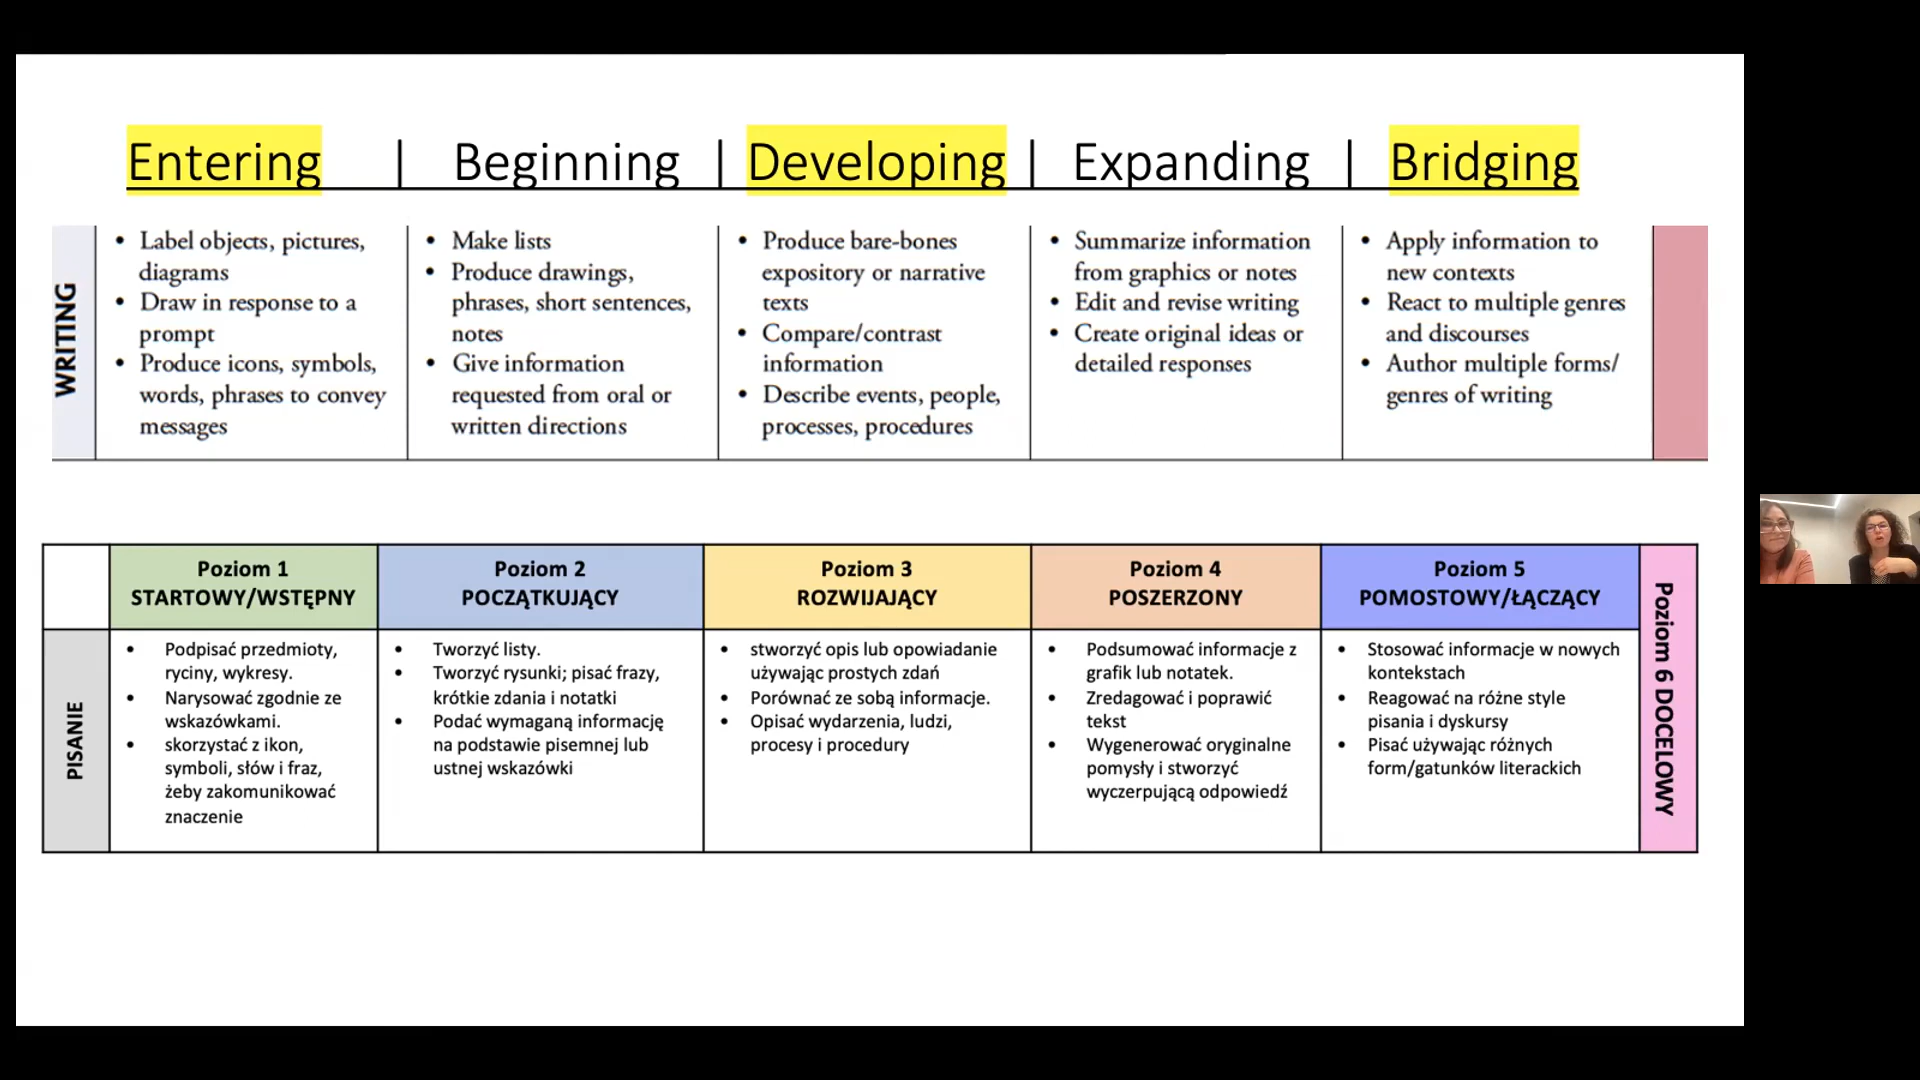 Entering | Beginning | Developing | Expanding | Bridging
WRITING
• Label objects, pictures,
diagrams
• Draw in response to a
prompt
• Produce icons, symbols,
words, phrases to convey
messages
• Make lists
• Produce drawings,
phrases, short sentences,
notes
• Give information
requested from oral or
written directions
• Produce bare-bones
expository or narrative
texts
• Compare/contrast
information
• Describe events, people,
processes, procedures
• Summarize information
from graphics or notes
• Edit and revise writing
• Create original ideas or
detailed responses
• Apply information to
new contexts
• React to multiple genres
and discourses
• Author multiple forms/
genres of writing
Poziom 1
STARTOWY/WSTĘPNY
Poziom 2
POCZĄTKUJĄCY
Poziom 3
ROZWIJAJĄCY
Poziom 4
POSZERZONY
Poziom 5
POMOSTOWY/ŁĄCZĄCY
Poziom 6 DOCELOWY
PISANIE
• Podpisać przedmioty,
ryciny, wykresy.
• Narysować zgodnie ze
wskazówkami.
• skorzystać z ikon,
symboli, słów i fraz,
żeby zakomunikować
znaczenie
• Tworzyć listy.
• Tworzyć rysunki; pisać frazy,
krótkie zdania i notatki
• Podać wymaganą informację
na podstawie pisemnej lub
ustnej wskazówki
• stworzyć opis lub opowiadanie
używając prostych zdań
• Porównać ze sobą informacje.
• Opisać wydarzenia, ludzi,
procesy i procedury
• Podsumować informacje z
grafik lub notatek.
• Zredagować i poprawić
tekst
• Wygenerować oryginalne
pomysły i stworzyć
wyczerpującą odpowiedź
• Stosować informacje w nowych
kontekstach
• Reagować na różne style
pisania i dyskursy
• Pisać używając różnych
form/gatunków literackich